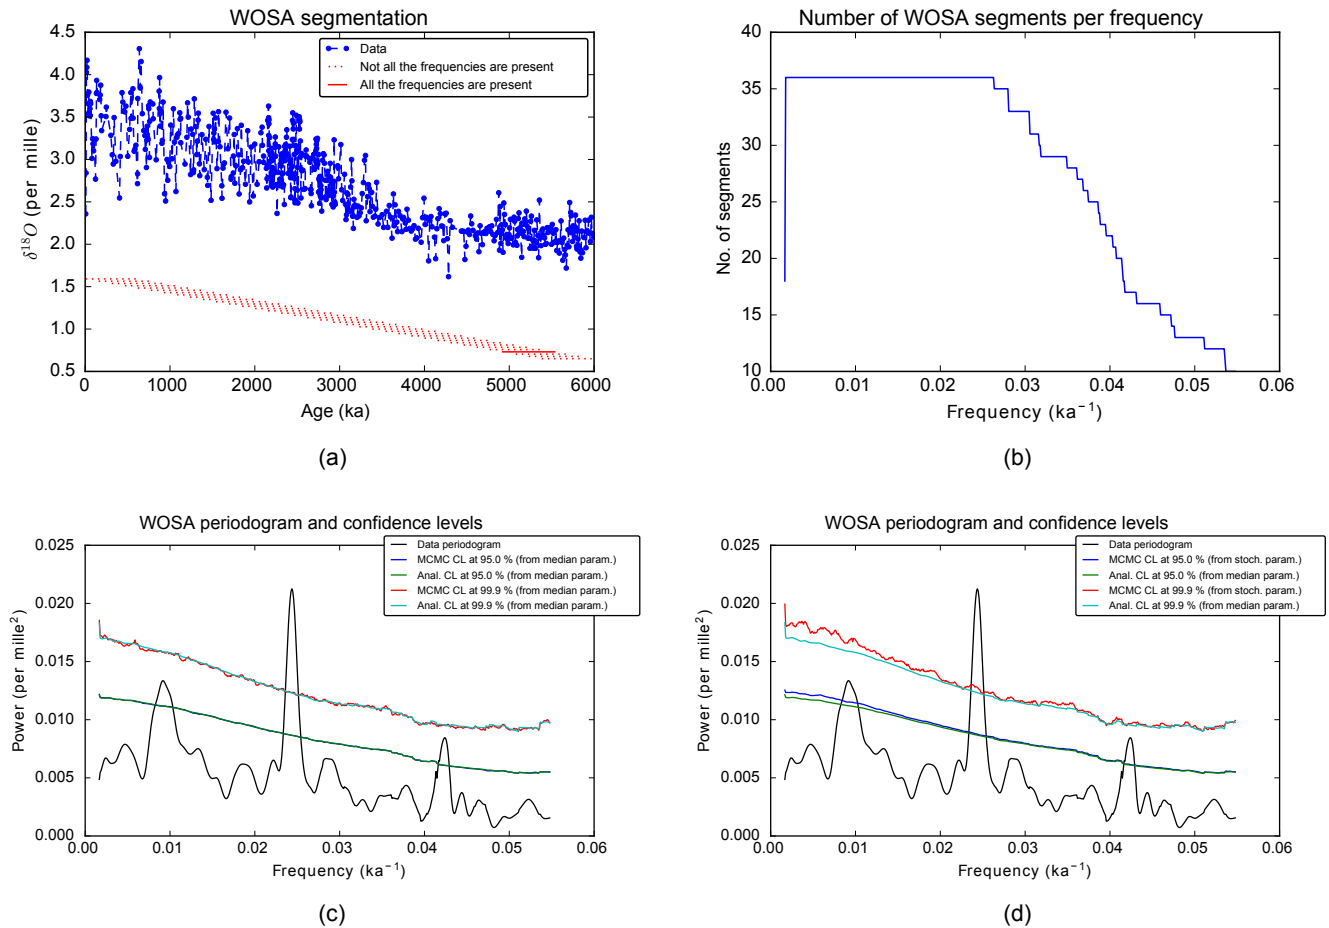 WOSA segmentation
4.5
4.0
3.5
3.0
2.5
2.0
1.5
1.0
0.5
δ¹⁸O (per mille)
Data
Not all the frequencies are present
All the frequencies are present
0 1000 2000 3000 4000 5000 6000
Age (ka)
(a)
Number of WOSA segments per frequency
40
35
30
25
20
15
10
No. of segments
0.00 0.01 0.02 0.03 0.04 0.05 0.06
Frequency (ka⁻¹)
(b)
WOSA periodogram and confidence levels
0.025
0.020
0.015
0.010
0.005
0.000
Power (per mille²)
Data periodogram
MCMC CL at 95.0 % (from median param.)
Anal. CL at 95.0 % (from median param.)
MCMC CL at 99.9 % (from median param.)
Anal. CL at 99.9 % (from median param.)
0.00 0.01 0.02 0.03 0.04 0.05 0.06
Frequency (ka⁻¹)
(c)
WOSA periodogram and confidence levels
0.025
0.020
0.015
0.010
0.005
0.000
Power (per mille²)
Data periodogram
MCMC CL at 95.0 % (from stoch. param.)
Anal. CL at 95.0 % (from median param.)
MCMC CL at 99.9 % (from stoch. param.)
Anal. CL at 99.9 % (from median param.)
0.00 0.01 0.02 0.03 0.04 0.05 0.06
Frequency (ka⁻¹)
(d)